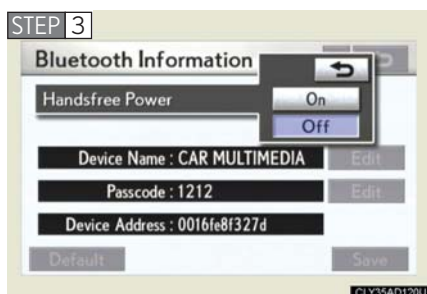 STEP 3
Bluetooth Information
Handsfree Power
On
Off
Device Name : CAR MULTIMEDIA
Edit
Passcode : 1212
Edit
Device Address : 0016fe8f327d
Default
Save
CLY35AD120U